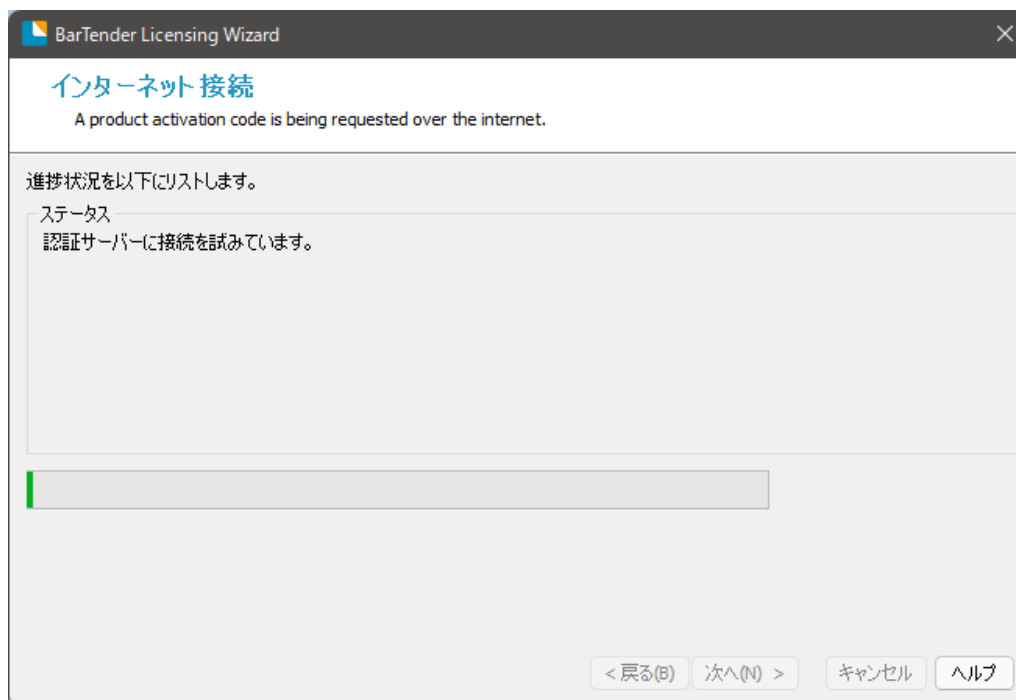 BarTender Licensing Wizard
インターネット接続
A product activation code is being requested over the internet.
進捗状況を以下にリストします。
ステータス
認証サーバーに接続を試みています。
< 戻る(B) 次へ(N) > キャンセル ヘルプ